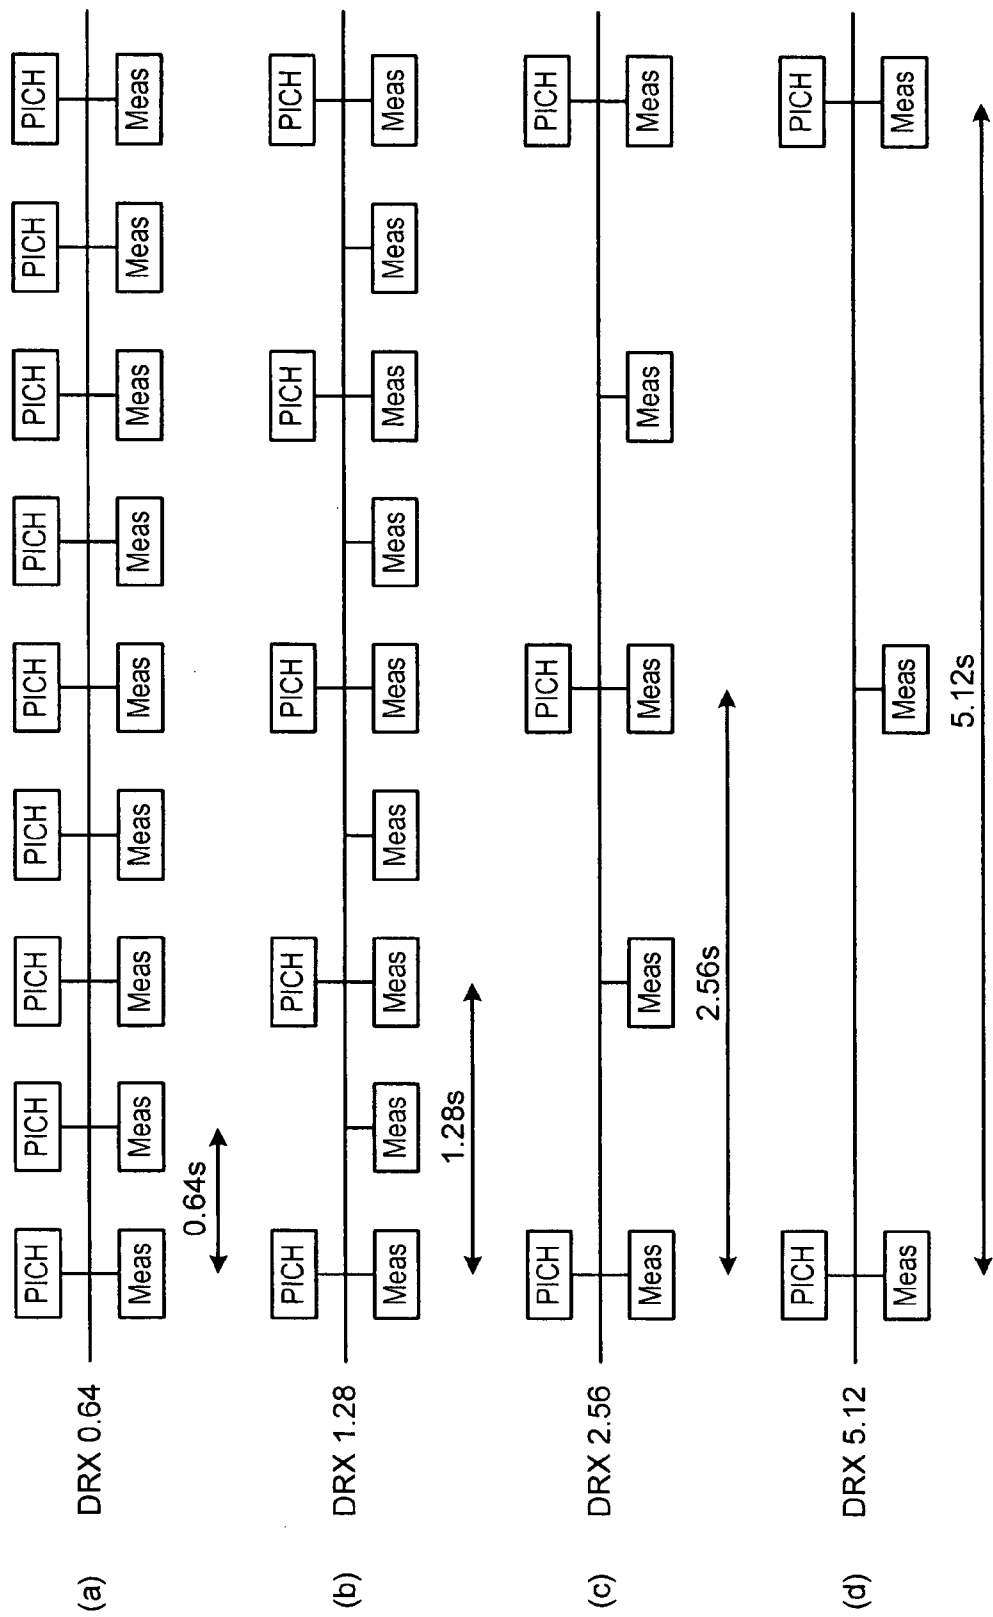 PICH PICH PICH PICH PICH PICH PICH PICH PICH
(a) DRX 0.64
Meas Meas Meas Meas Meas Meas Meas Meas Meas
0.64s
PICH PICH PICH PICH PICH
(b) DRX 1.28
Meas Meas Meas Meas Meas Meas Meas Meas Meas
1.28s
PICH PICH PICH
(c) DRX 2.56
Meas Meas Meas Meas Meas
2.56s
PICH PICH
(d) DRX 5.12
Meas Meas Meas
5.12s